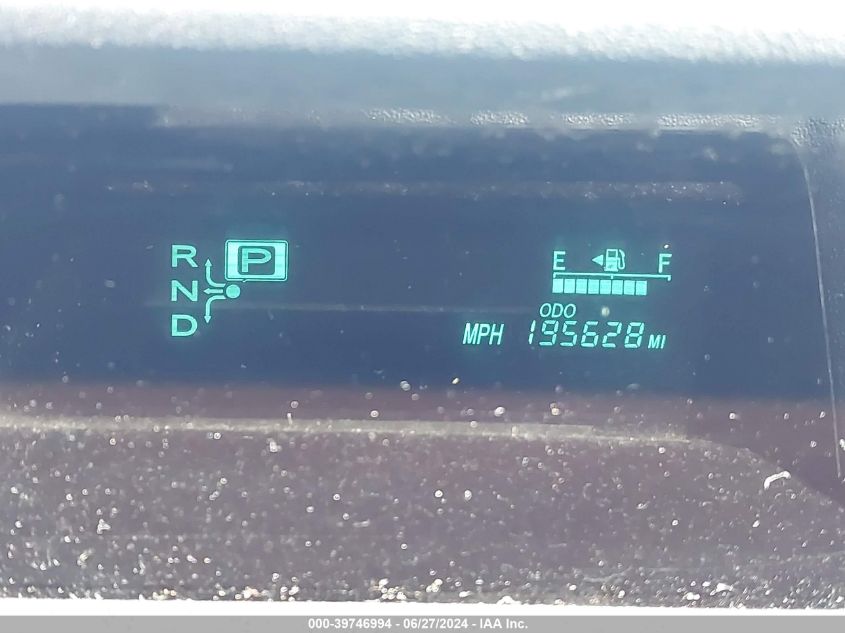 R P
N
D
E F
ODO
MPH 195628 MI
000-39746994 - 06/27/2024 - IAA Inc.